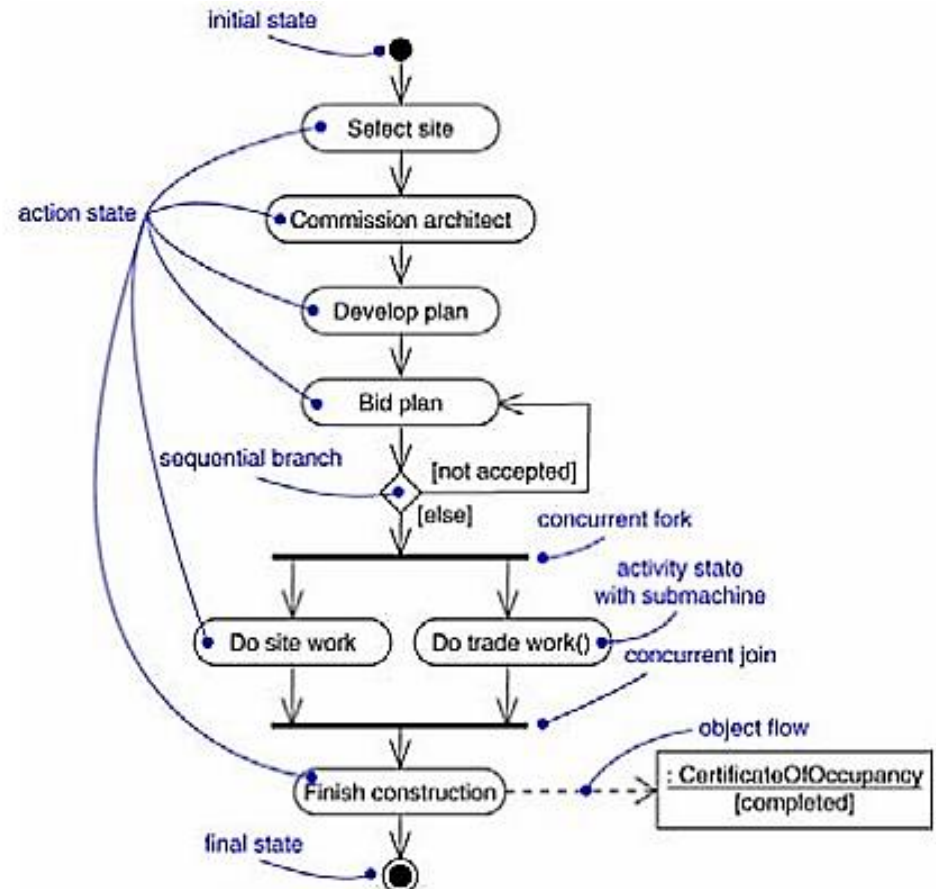 initial state
Select site
action state
Commission architect
Develop plan
Bid plan
sequential branch
[not accepted]
[else]
concurrent fork
activity state
with submachine
Do site work
Do trade work()
concurrent join
object flow
: CertificateOfOccupancy
[completed]
Finish construction
final state